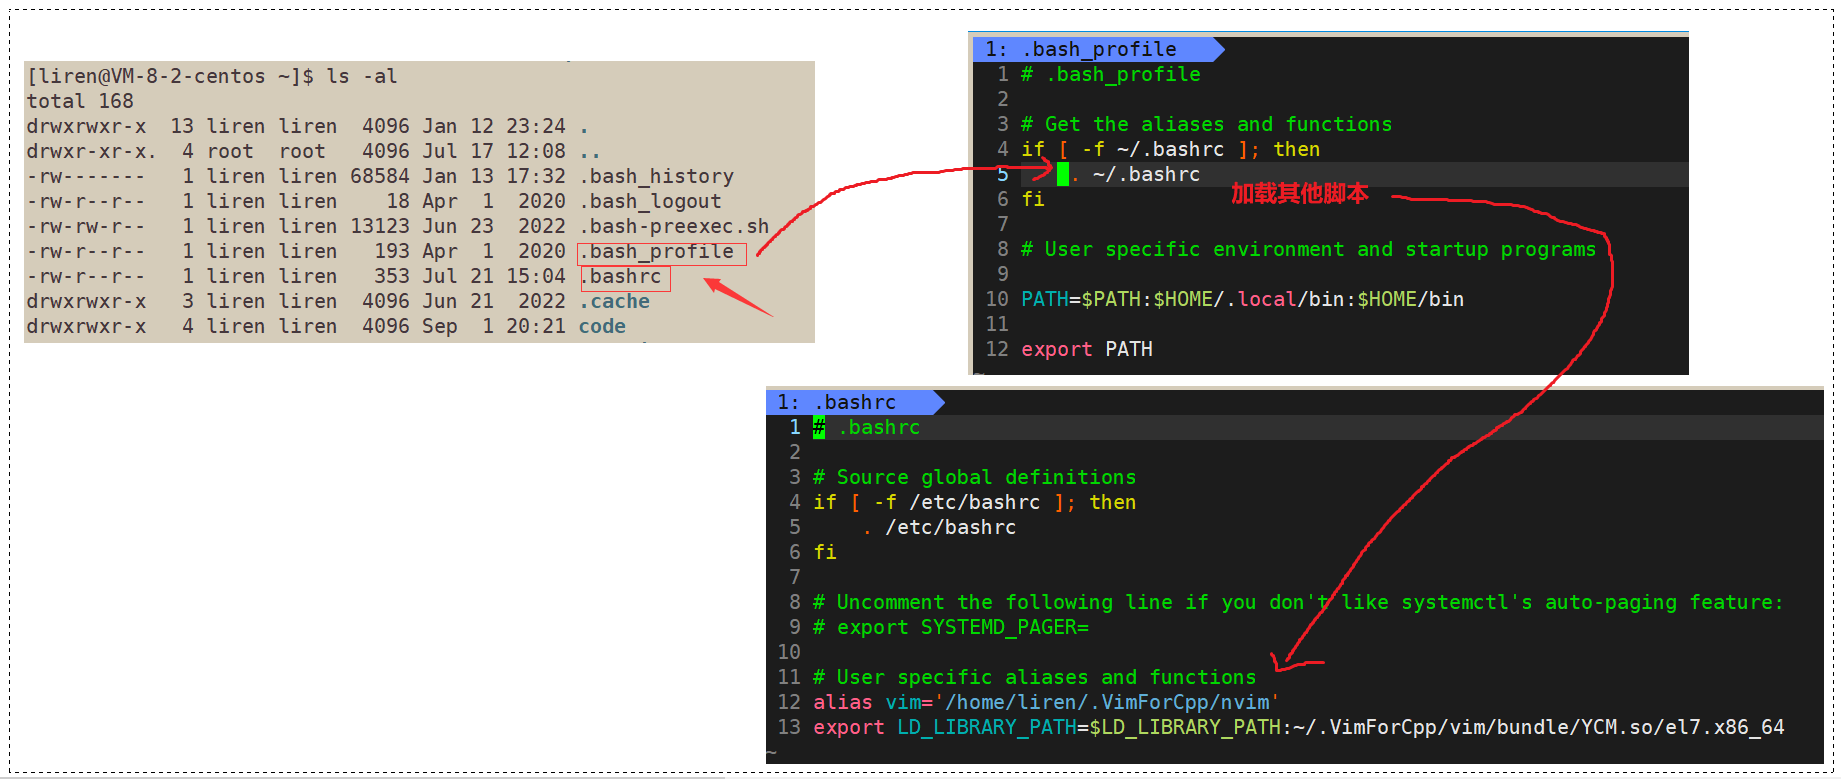 [liren@VM-8-2-centos ~]$ ls -al
total 168
drwxrwxr-x  13 liren liren  4096 Jan 12 23:24 .
drwxr-xr-x.  4 root  root   4096 Jul 17 12:08 ..
-rw-------   1 liren liren 68584 Jan 13 17:32 .bash_history
-rw-r--r--   1 liren liren    18 Apr  1  2020 .bash_logout
-rw-rw-r--   1 liren liren 13123 Jun 23  2022 .bash-preexec.sh
-rw-r--r--   1 liren liren   193 Apr  1  2020 .bash_profile
-rw-r--r--   1 liren liren   353 Jul 21 15:04 .bashrc
drwxrwxr-x   3 liren liren  4096 Jun 21  2022 .cache
drwxrwxr-x   4 liren liren  4096 Sep  1 20:21 code
1: .bash_profile
1 # .bash_profile
2
3 # Get the aliases and functions
4 if [ -f ~/.bashrc ]; then
5     . ~/.bashrc
加载其他脚本
6 fi
7
8 # User specific environment and startup programs
9
10 PATH=$PATH:$HOME/.local/bin:$HOME/bin
11
12 export PATH
~
1: .bashrc
1 # .bashrc
2
3 # Source global definitions
4 if [ -f /etc/bashrc ]; then
5     . /etc/bashrc
6 fi
7
8 # Uncomment the following line if you don't like systemctl's auto-paging feature:
9 # export SYSTEMD_PAGER=
10
11 # User specific aliases and functions
12 alias vim='/home/liren/.VimForCpp/nvim'
13 export LD_LIBRARY_PATH=$LD_LIBRARY_PATH:~/.VimForCpp/vim/bundle/YCM.so/el7.x86_64
~